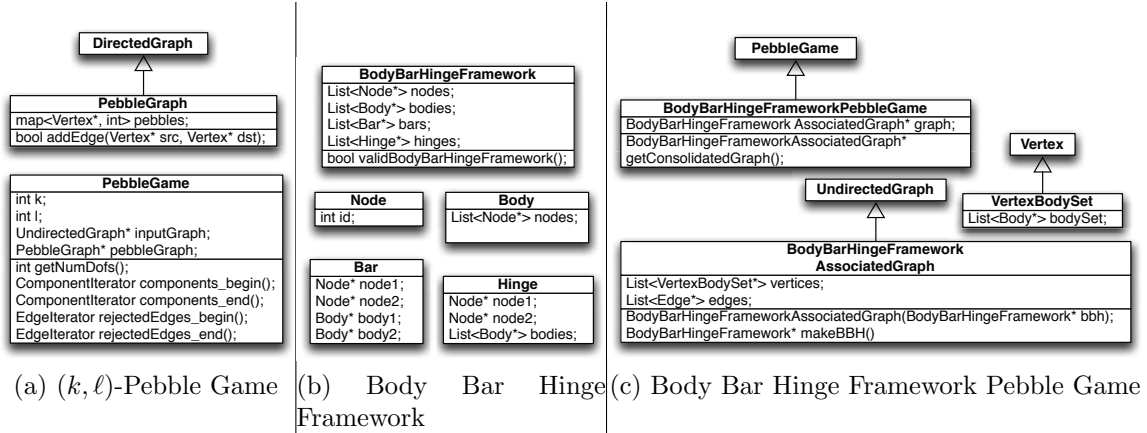 DirectedGraph
PebbleGraph
map<Vertex*, int> pebbles;
bool addEdge(Vertex* src, Vertex* dst);
PebbleGame
int k;
int l;
UndirectedGraph* inputGraph;
PebbleGraph* pebbleGraph;
int getNumDofs();
ComponentIterator components_begin();
ComponentIterator components_end();
EdgeIterator rejectedEdges_begin();
EdgeIterator rejectedEdges_end();
(a) (k, ℓ)-Pebble Game
BodyBarHingeFramework
List<Node*> nodes;
List<Body*> bodies;
List<Bar*> bars;
List<Hinge*> hinges;
bool validBodyBarHingeFramework();
Node
int id;
Body
List<Node*> nodes;
Bar
Node* node1;
Node* node2;
Body* body1;
Body* body2;
Hinge
Node* node1;
Node* node2;
List<Body*> bodies;
(b) Body Bar Hinge
Framework
PebbleGame
BodyBarHingeFrameworkPebbleGame
BodyBarHingeFramework AssociatedGraph* graph;
BodyBarHingeFrameworkAssociatedGraph*
getConsolidatedGraph();
Vertex
VertexBodySet
List<Body*> bodySet;
UndirectedGraph
BodyBarHingeFramework
AssociatedGraph
List<VertexBodySet*> vertices;
List<Edge*> edges;
BodyBarHingeFrameworkAssociatedGraph(BodyBarHingeFramework* bbh);
BodyBarHingeFramework* makeBBH()
(c) Body Bar Hinge Framework Pebble Game